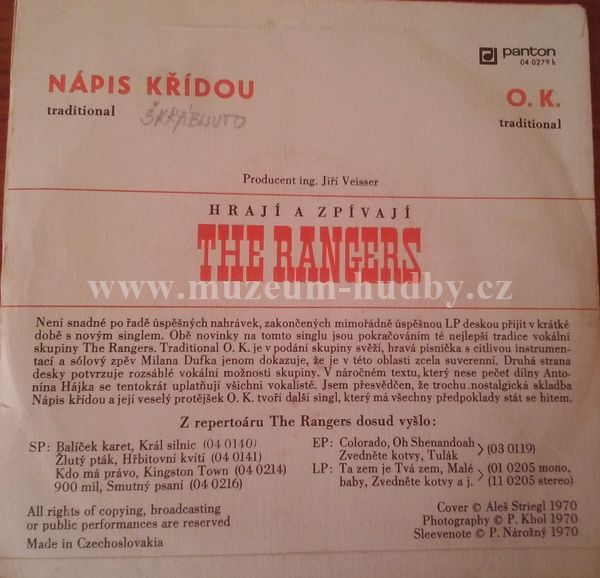 panton
04 0279 h
NÁPIS KŘÍDOU
traditional
ŠKRÁBNUTO
O. K.
traditional
Producent ing. Jiří Veisser
HRAJÍ A ZPÍVAJÍ
THE RANGERS
www.muzeum-hudby.cz
Není snadné po řadě úspěšných nahrávek, zakončených mimořádně úspěšnou LP deskou přijít v krátké
době s novým singlem. Obě novinky na tomto singlu jsou pokračováním té nejlepší tradice vokální
skupiny The Rangers. Traditional O. K. je v podání skupiny svěží, hravá písnička s citlivou instrumen-
tací a sólový zpěv Milana Dufka jenom dokazuje, že je v této oblasti zcela suverenní. Druhá strana
desky potvrzuje rozsáhlé vokální možnosti skupiny. V náročném textu, který nese pečeť dílny Anto-
nína Hájka se tentokrát uplatňují všichni vokalisté. Jsem přesvědčen, že trochu nostalgická skladba
Nápis křídou a její veselý protějšek O. K. tvoří další singl, který má všechny předpoklady stát se hitem.
Z repertoáru The Rangers dosud vyšlo:
SP: Balíček karet, Král silnic (04 0140)
Žlutý pták, Hřbitovní kvítí (04 0141)
Kdo má právo, Kingston Town (04 0214)
900 mil, Smutný psaní (04 0216)
EP: Colorado, Oh Shenandoah
Zvedněte kotvy, Tulák (03 0119)
LP: Ta zem je Tvá zem, Malé (01 0205 mono,
baby, Zvedněte kotvy a j. (11 0205 stereo)
All rights of copying, broadcasting
or public performances are reserved
Made in Czechoslovakia
Cover © Aleš Striegl 1970
Photography © P. Khol 1970
Sleevenote © P. Nárožný 1970